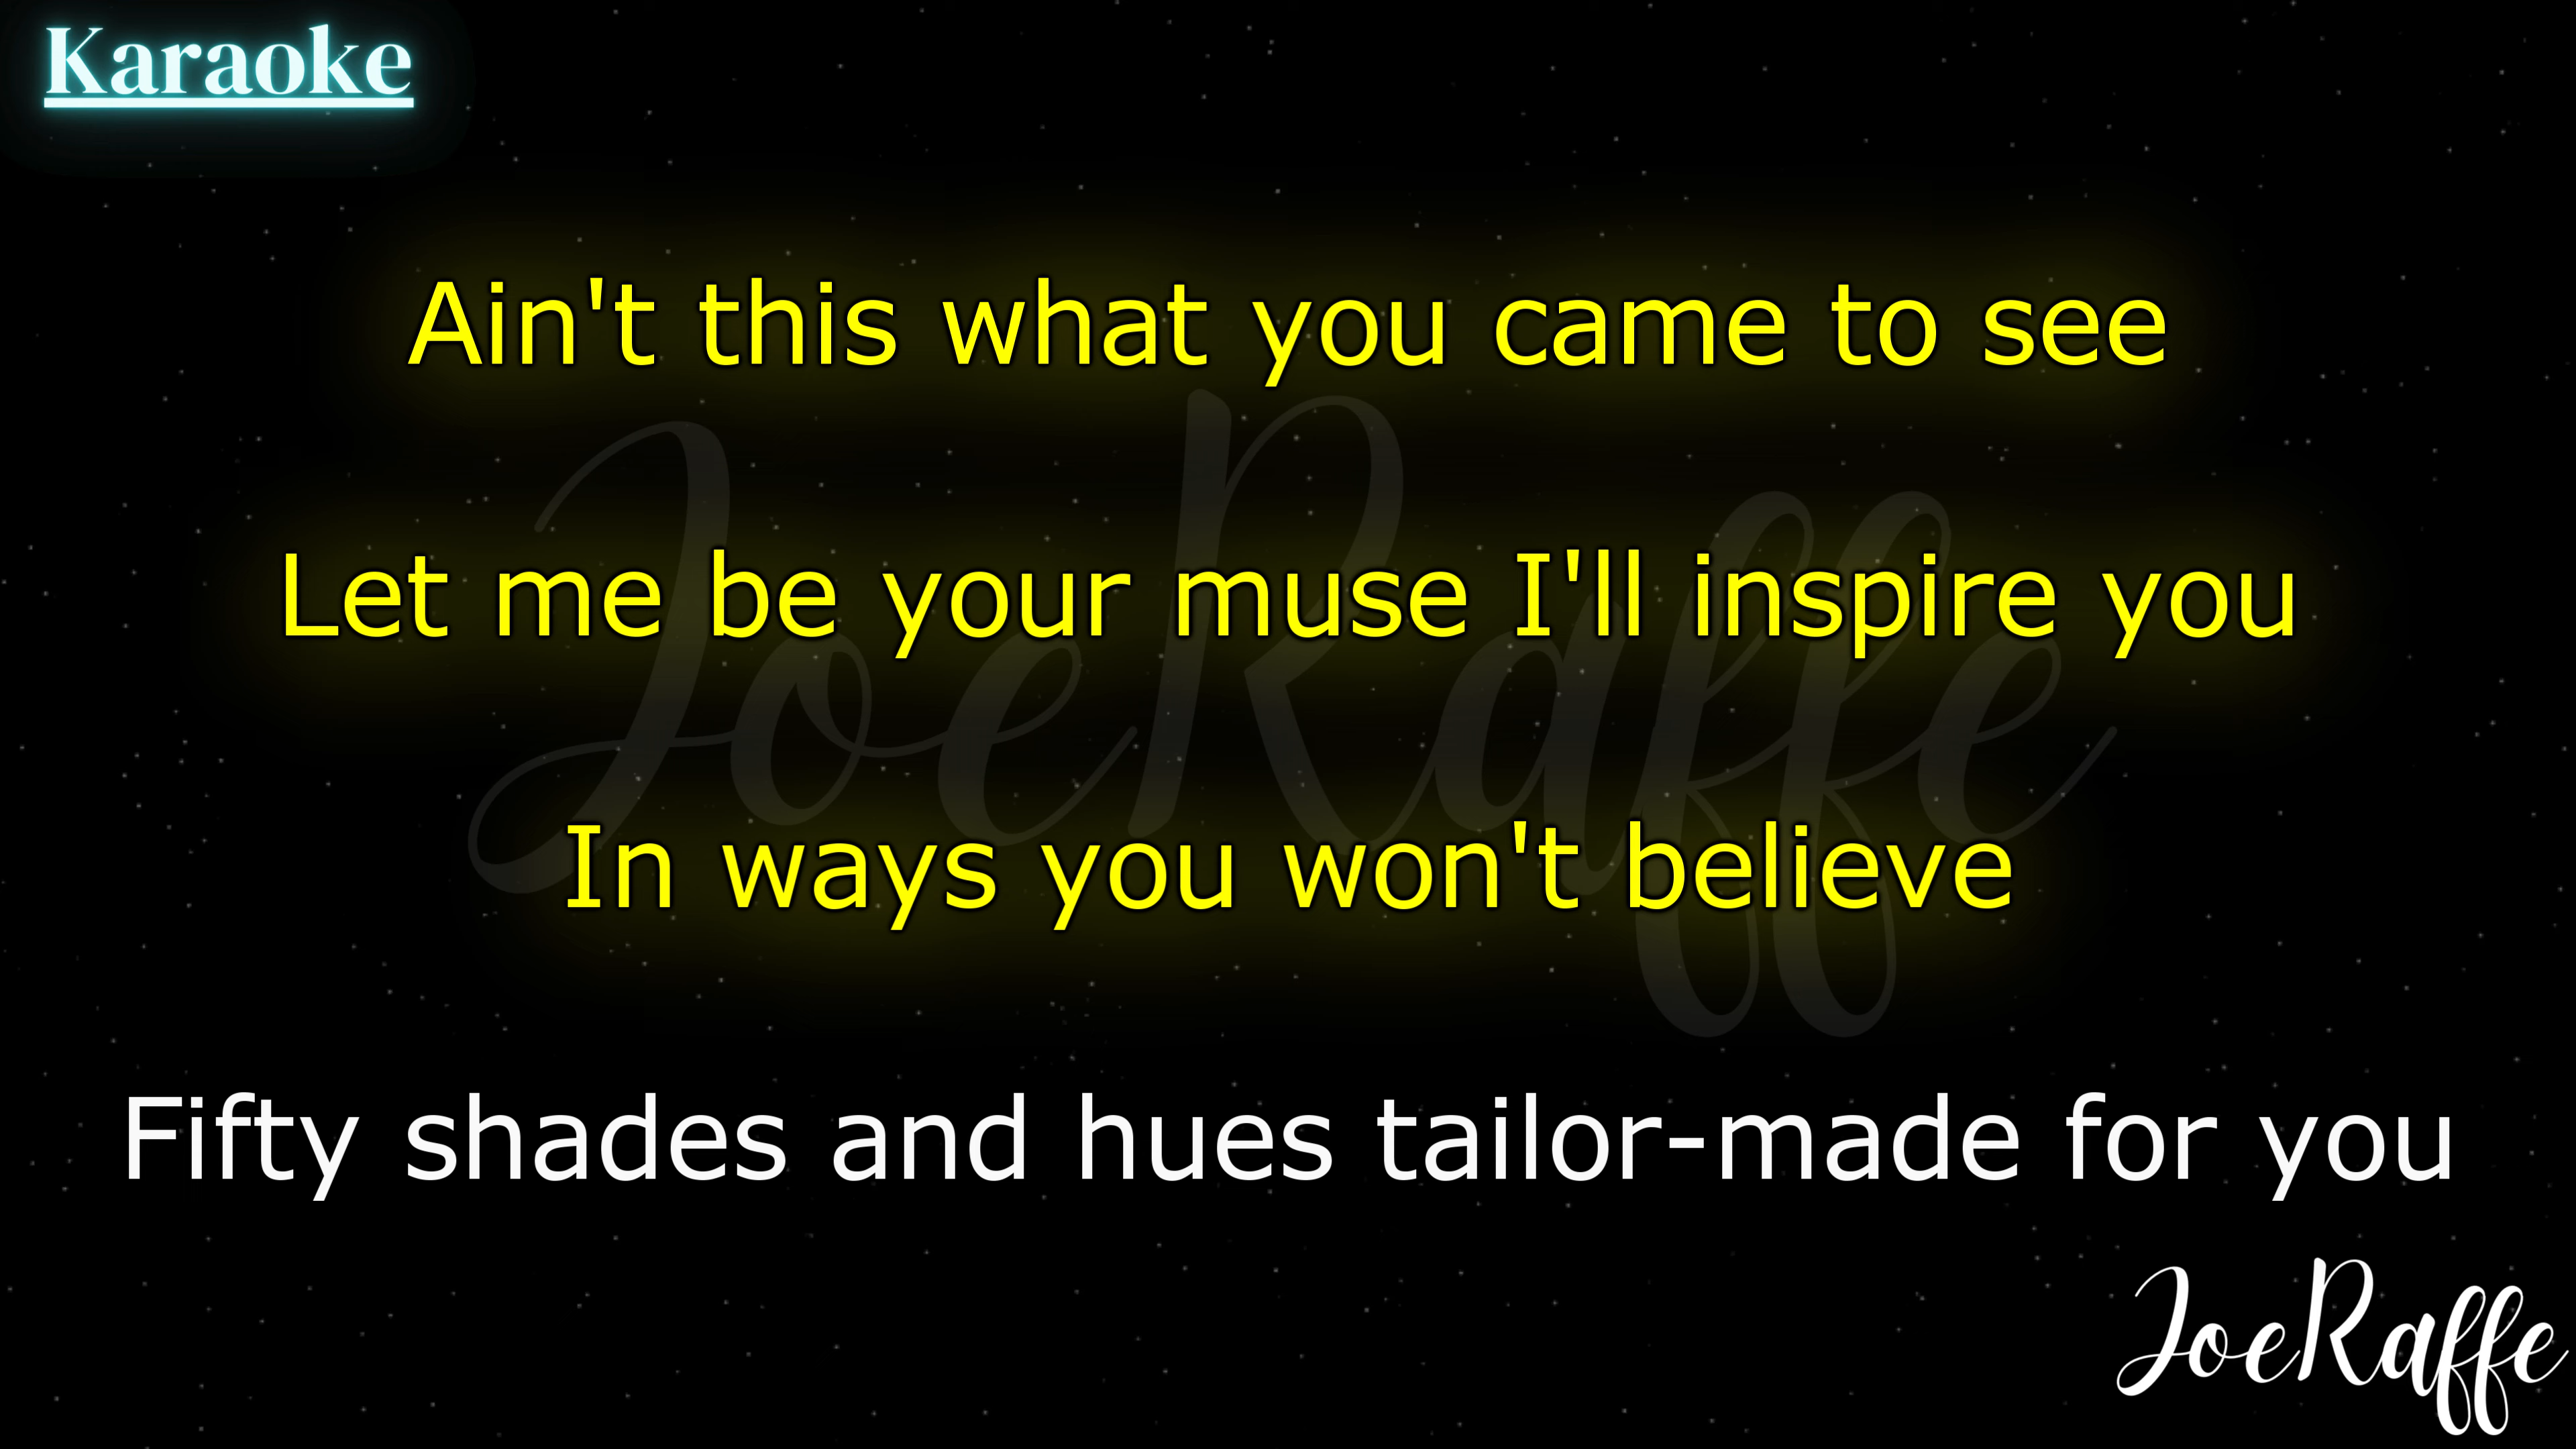 Karaoke
Ain't this what you came to see
Let me be your muse I'll inspire you
In ways you won't believe
Fifty shades and hues tailor-made for you
JoeRaffe
JoeRaffe